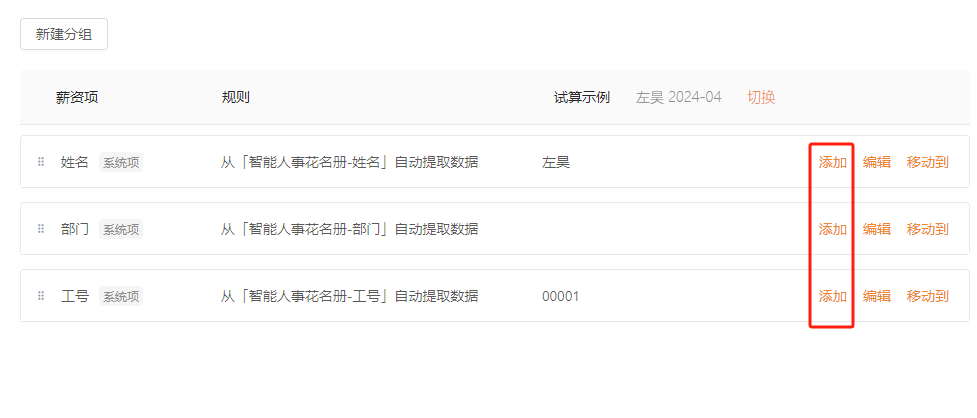 新建分组
薪资项 规则 试算示例 左昊 2024-04 切换
姓名 系统项 从「智能人事花名册-姓名」自动提取数据 左昊 添加 编辑 移动到
部门 系统项 从「智能人事花名册-部门」自动提取数据 添加 编辑 移动到
工号 系统项 从「智能人事花名册-工号」自动提取数据 00001 添加 编辑 移动到